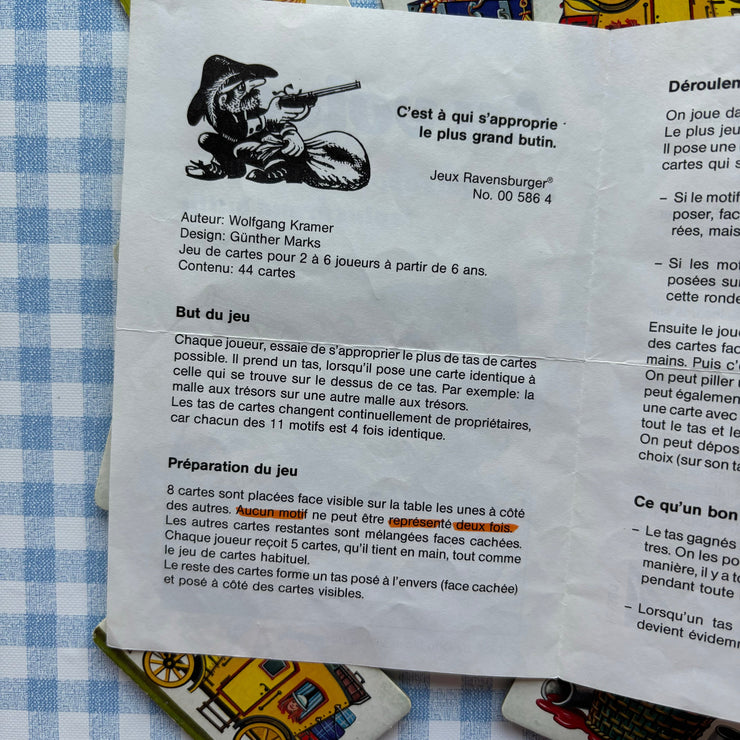 C'est à qui s'approprie
le plus grand butin.
Jeux Ravensburger®
No. 00 586 4
Auteur: Wolfgang Kramer
Design: Günther Marks
Jeu de cartes pour 2 à 6 joueurs à partir de 6 ans.
Contenu: 44 cartes
But du jeu
Chaque joueur, essaie de s'approprier le plus de tas de cartes
possible. Il prend un tas, lorsqu'il pose une carte identique à
celle qui se trouve sur le dessus de ce tas. Par exemple: la
malle aux trésors sur une autre malle aux trésors.
Les tas de cartes changent continuellement de propriétaires,
car chacun des 11 motifs est 4 fois identique.
Préparation du jeu
8 cartes sont placées face visible sur la table les unes à côté
des autres. Aucun motif ne peut être représenté deux fois.
Les autres cartes restantes sont mélangées faces cachées.
Chaque joueur reçoit 5 cartes, qu'il tient en main, tout comme
le jeu de cartes habituel.
Le reste des cartes forme un tas posé à l'envers (face cachée)
et posé à côté des cartes visibles.
On joue da
Le plus jeu
Il pose une
cartes qui s
– Si le motif
poser, fac
rées, mais
– Si les mot
posées su
cette ronde
Ensuite le jou
des cartes fac
mains. Puis c'
On peut piller
peut égalemen
une carte avec
tout le tas et le
On peut dépos
choix (sur son ta
Ce qu'un bon
– Le tas gagnés
tres. On les po
manière, il y a to
pendant toute
– Lorsqu'un tas
devient évidem